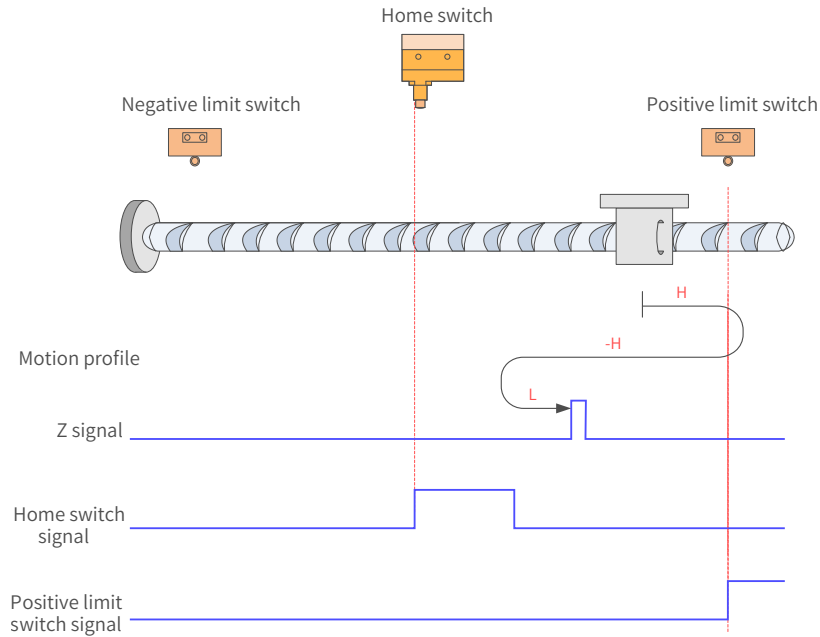 Home switch
Negative limit switch
Positive limit switch
H
-H
Motion profile
L
Z signal
Home switch
signal
Positive limit
switch signal